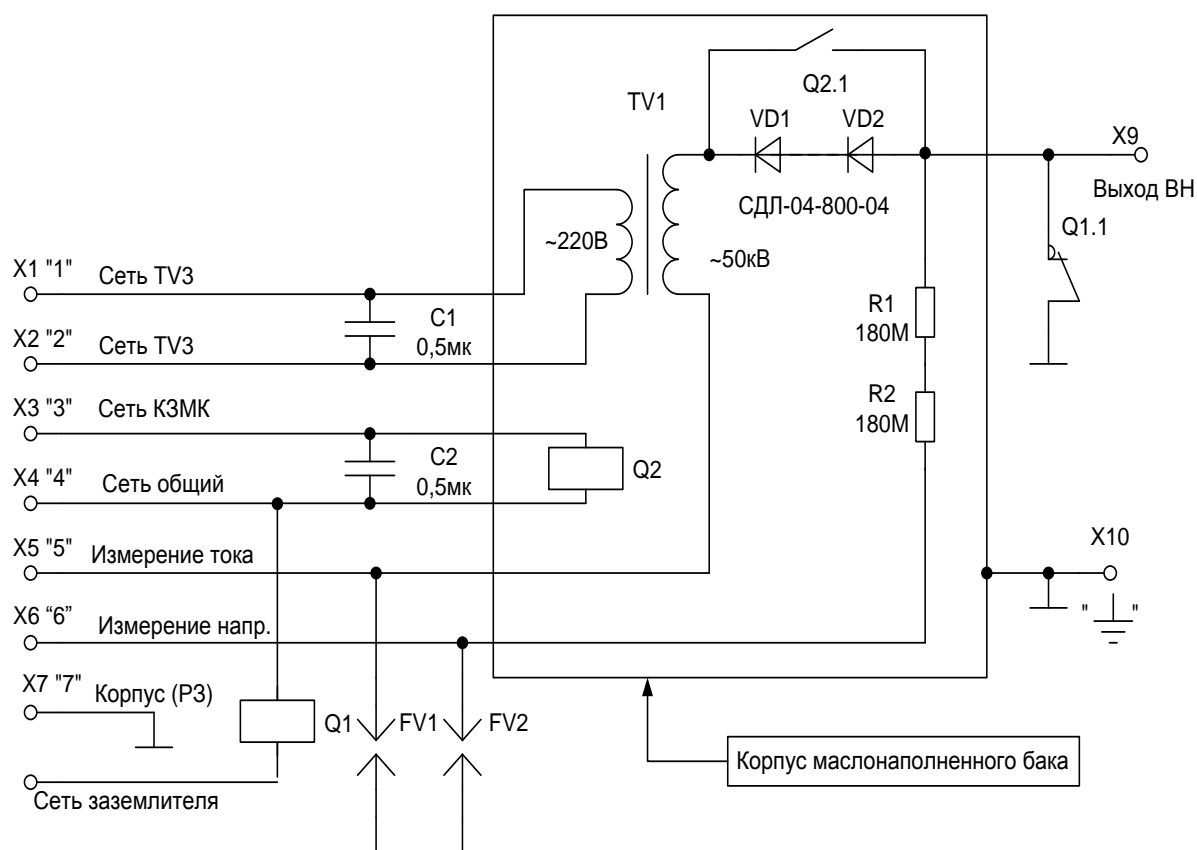 Q2.1
TV1
VD1 VD2
X9
СДЛ-04-800-04
Выход ВН
Q1.1
~220В
~50кВ
X1 "1" Сеть TV3
C1
0,5мк
R1
180М
X2 "2" Сеть TV3
X3 "3" Сеть КЗМК
R2
180М
C2
0,5мк
Q2
X4 "4" Сеть общий
X5 "5" Измерение тока
X10
X6 “6” Измерение напр.
" "
X7 "7" Корпус (РЗ)
Q1 FV1 FV2
Корпус маслонаполненного бака
Сеть заземлителя